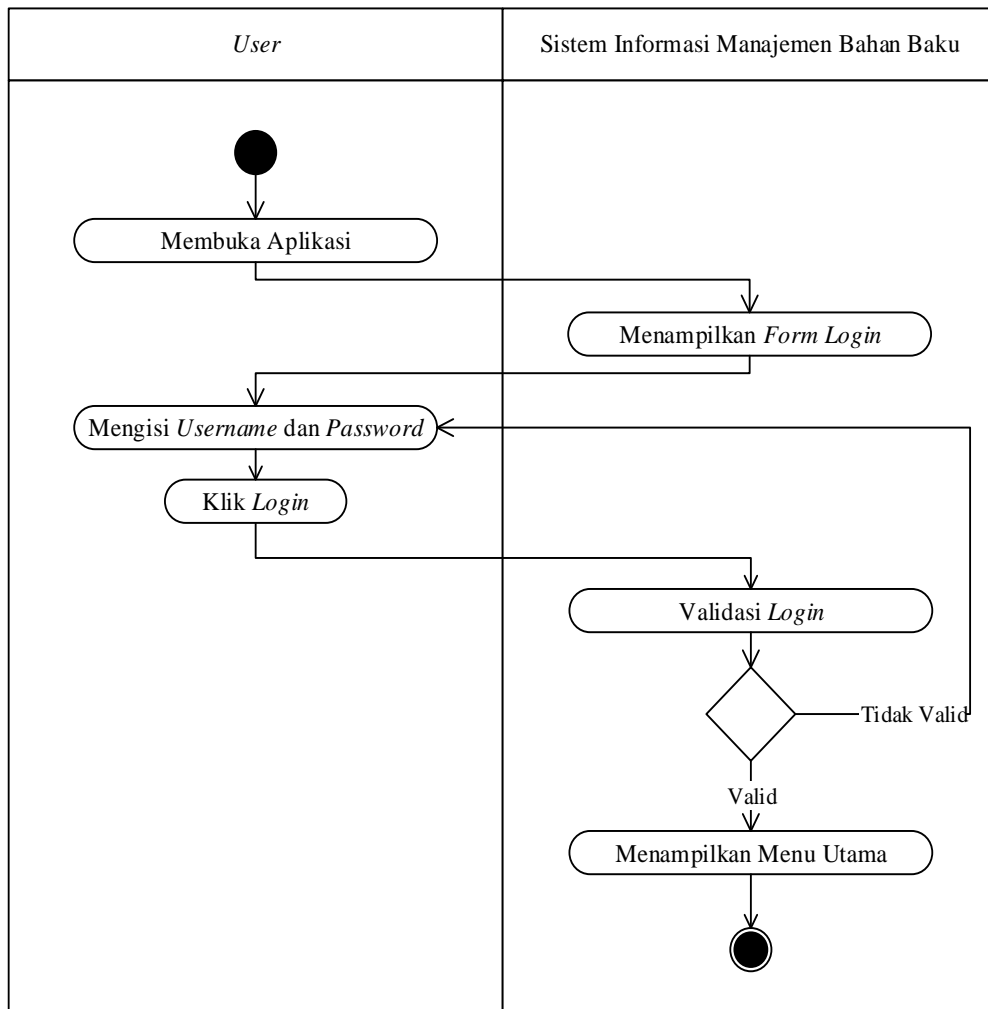 User
Sistem Informasi Manajemen Bahan Baku
Membuka Aplikasi
Menampilkan Form Login
Mengisi Username dan Password
Klik Login
Validasi Login
Tidak Valid
Valid
Menampilkan Menu Utama